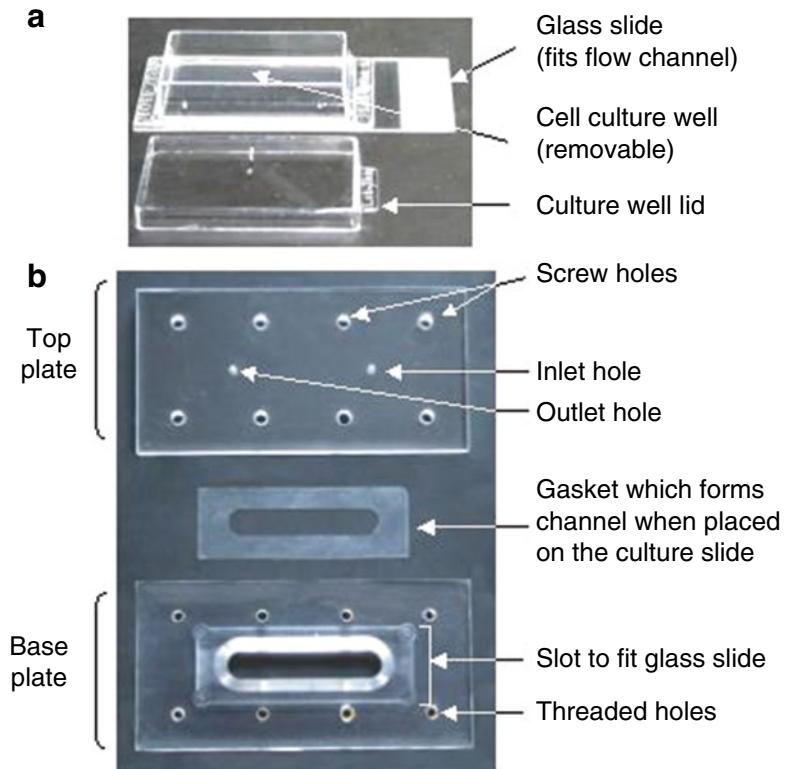 a
Glass slide
(fits flow channel)
Cell culture well
(removable)
Culture well lid
b
Top
plate
Screw holes
Inlet hole
Outlet hole
Gasket which forms
channel when placed
on the culture slide
Base
plate
Slot to fit glass slide
Threaded holes